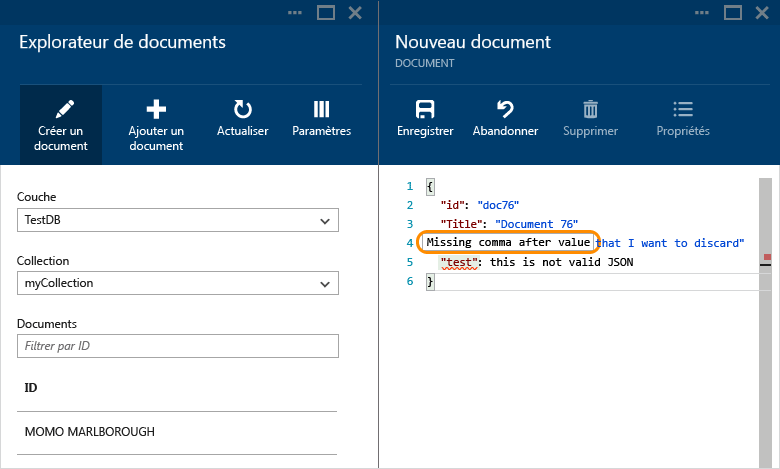 Explorateur de documents
Créer un document
Ajouter un document
Actualiser
Paramètres
Couche
TestDB
Collection
myCollection
Documents
Filtrer par ID
ID
MOMO MARLBOROUGH
Nouveau document
DOCUMENT
Enregistrer
Abandonner
Supprimer
Propriétés
1 {
2 "id": "doc76"
3 "Title": "Document 76"
4 Missing comma after value that I want to discard"
5 "test": this is not valid JSON
6 }